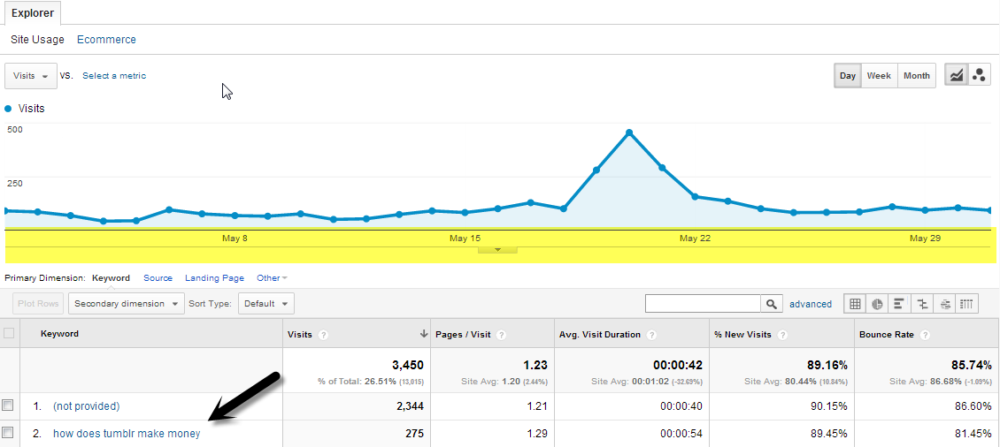 Explorer
Site Usage Ecommerce
Visits VS. Select a metric Day Week Month
Visits
500
250
May 8 May 15 May 22 May 29
Primary Dimension: Keyword Source Landing Page Other
Plot Rows Secondary dimension Sort Type: Default advanced
Keyword Visits ? Pages / Visit ? Avg. Visit Duration ? % New Visits ? Bounce Rate ?
3,450 1.23 00:00:42 89.16% 85.74%
% of Total: 26.51% (13,015) Site Avg: 1.20 (2.44%) Site Avg: 00:01:02 (-32.69%) Site Avg: 80.44% (10.84%) Site Avg: 86.68% (-1.09%)
1. (not provided) 2,344 1.21 00:00:40 90.15% 86.60%
2. how does tumblr make money 275 1.29 00:00:54 89.45% 81.45%